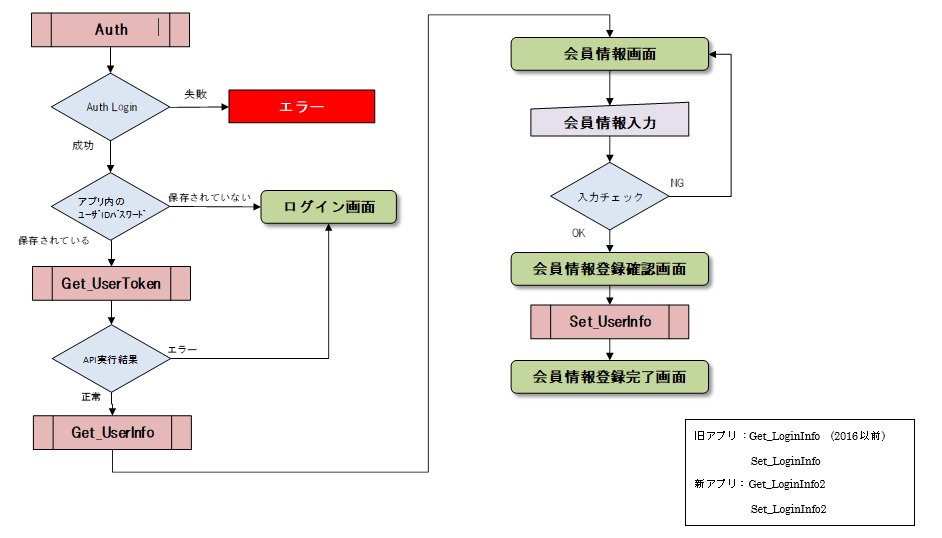 Auth
Auth Login
失敗
エラー
成功
アプリ内の
ユーザIDパスワード
保存されていない
ログイン画面
保存されている
Get_UserToken
API実行結果
エラー
正常
Get_UserInfo
会員情報画面
会員情報入力
入力チェック
NG
OK
会員情報登録確認画面
Set_UserInfo
会員情報登録完了画面
旧アプリ：Get_LoginInfo （2016以前）
Set_LoginInfo
新アプリ：Get_LoginInfo2
Set_LoginInfo2